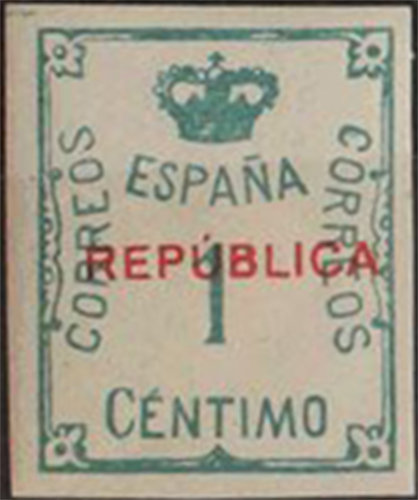 ESPAÑA
CORREOS
CORREOS
REPÚBLICA
1
CÉNTIMO